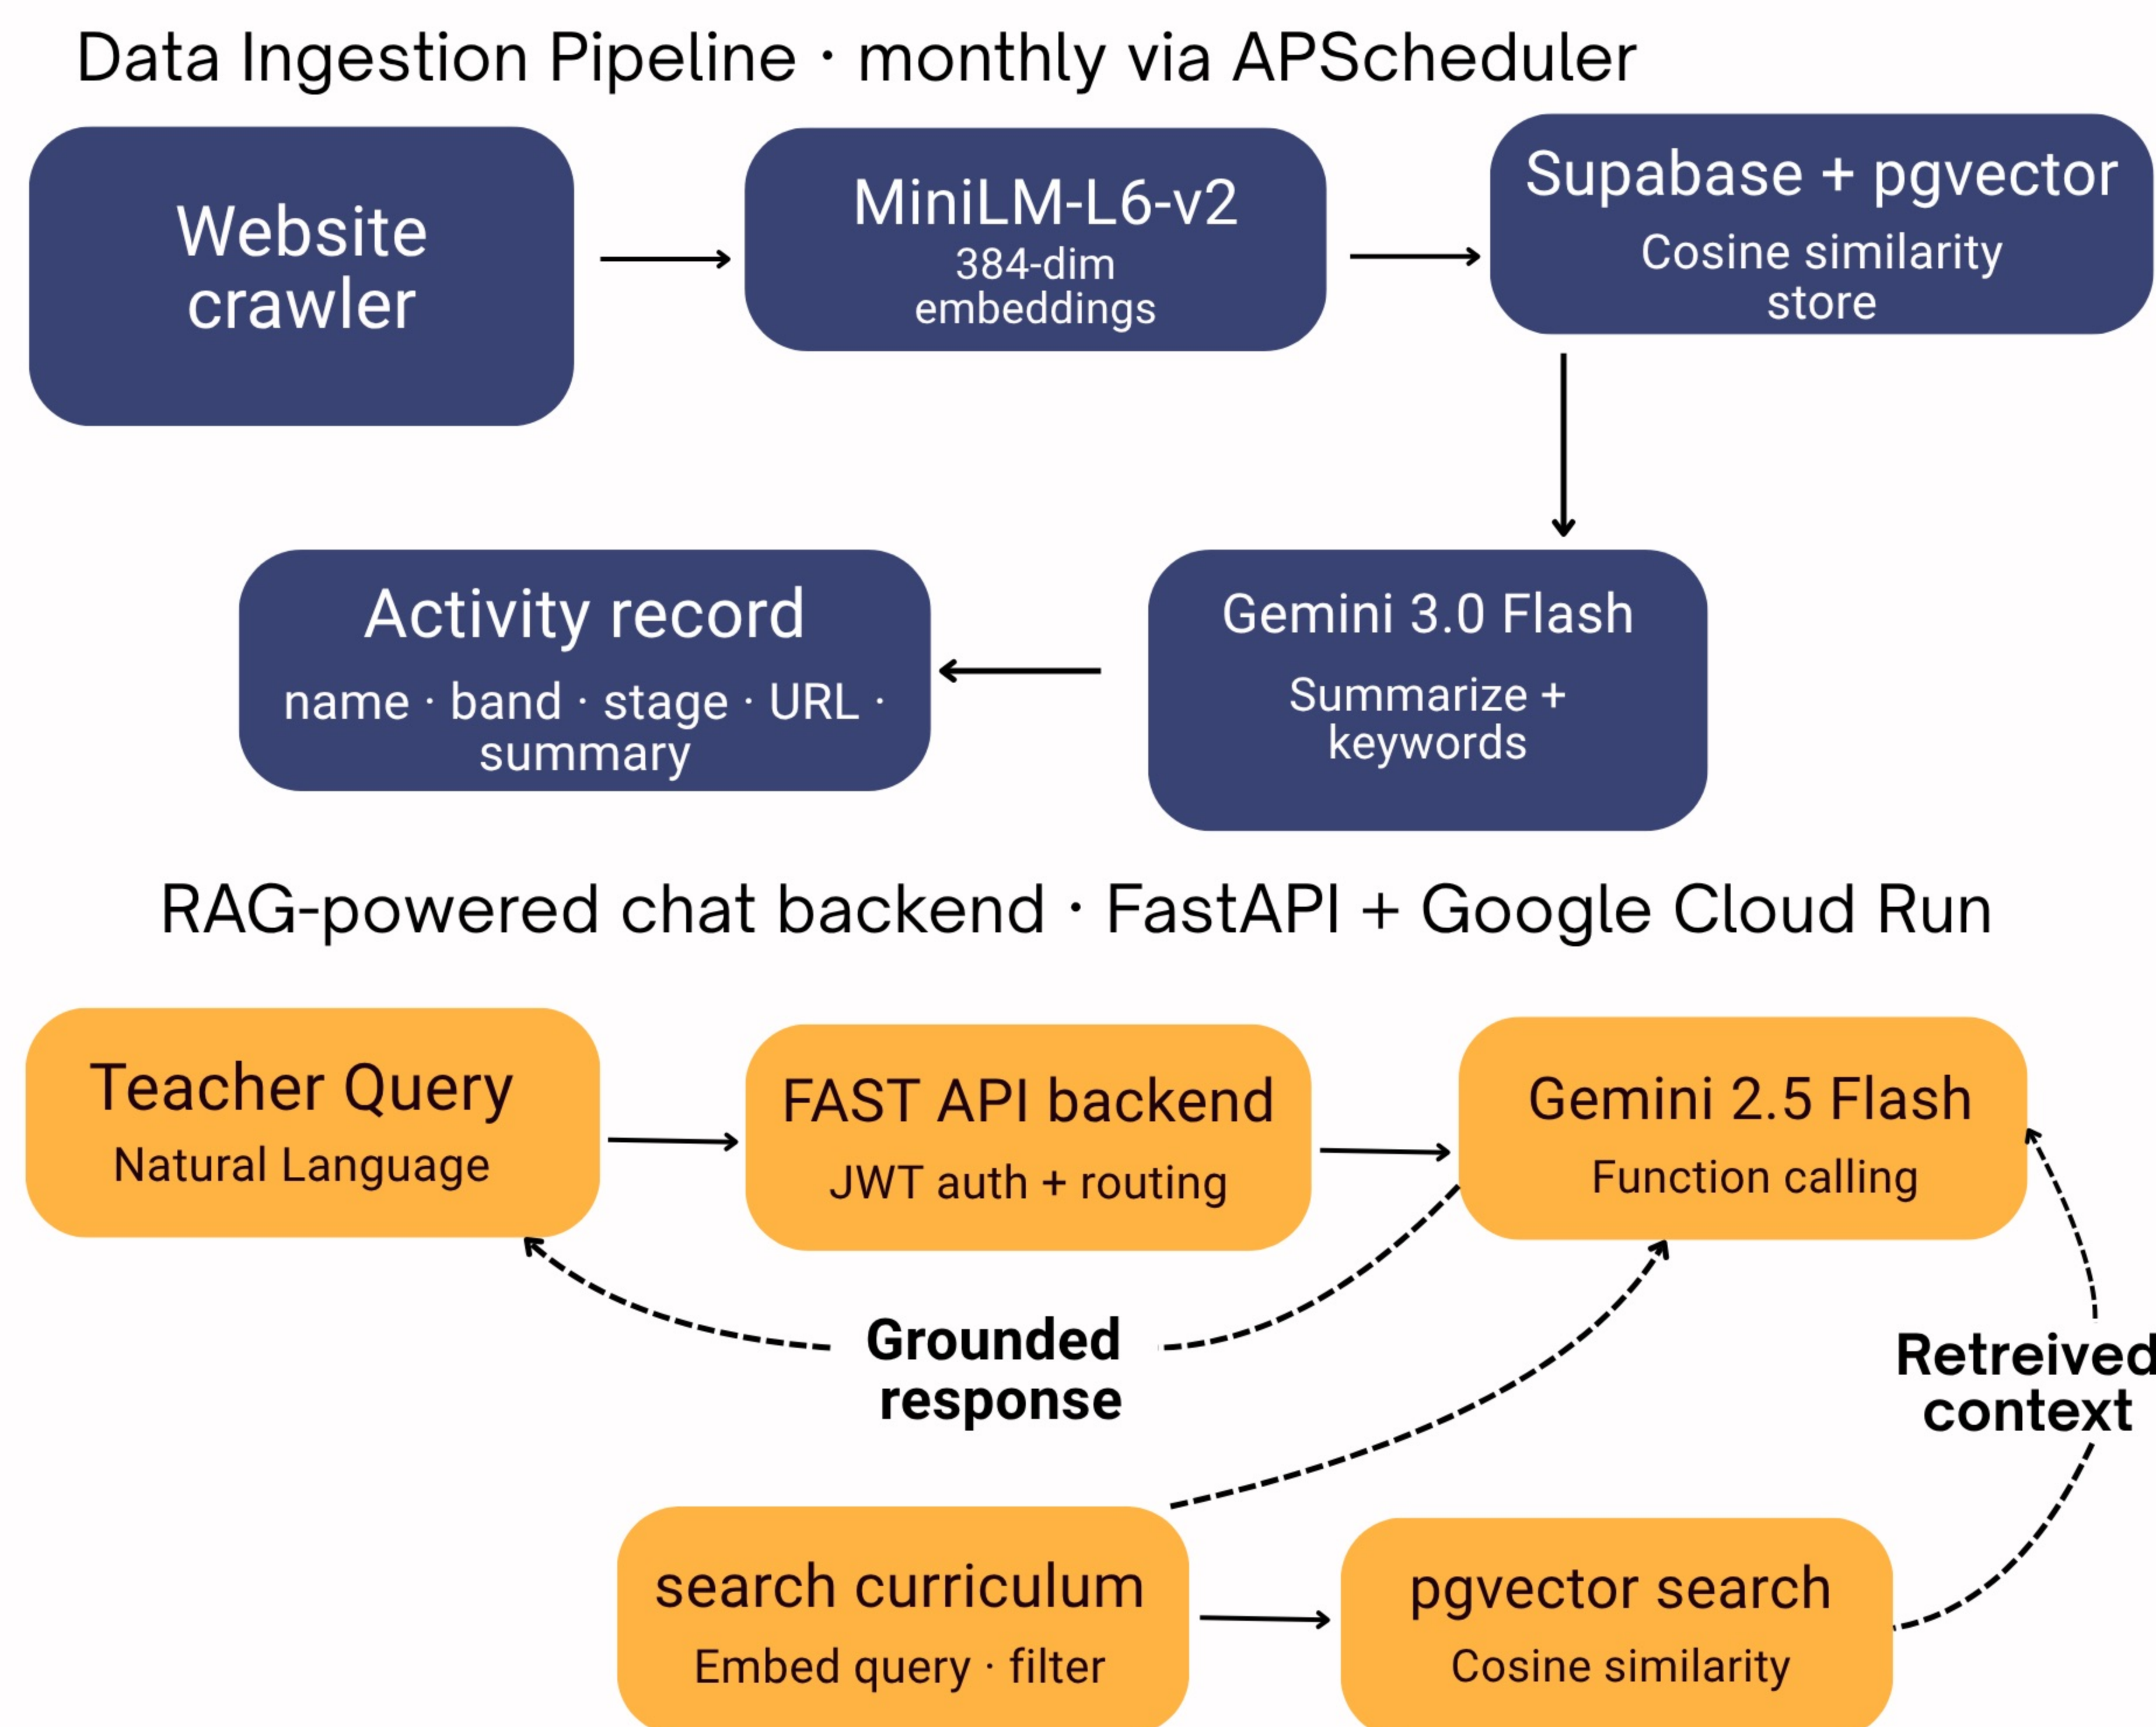 Data Ingestion Pipeline · monthly via APScheduler
Website
crawler
MiniLM-L6-v2
384-dim
embeddings
Supabase + pgvector
Cosine similarity
store
Activity record
name · band · stage · URL ·
summary
Gemini 3.0 Flash
Summarize +
keywords
RAG-powered chat backend · FastAPI + Google Cloud Run
Teacher Query
Natural Language
FAST API backend
JWT auth + routing
Gemini 2.5 Flash
Function calling
Grounded
response
Retreived
context
search curriculum
Embed query · filter
pgvector search
Cosine similarity